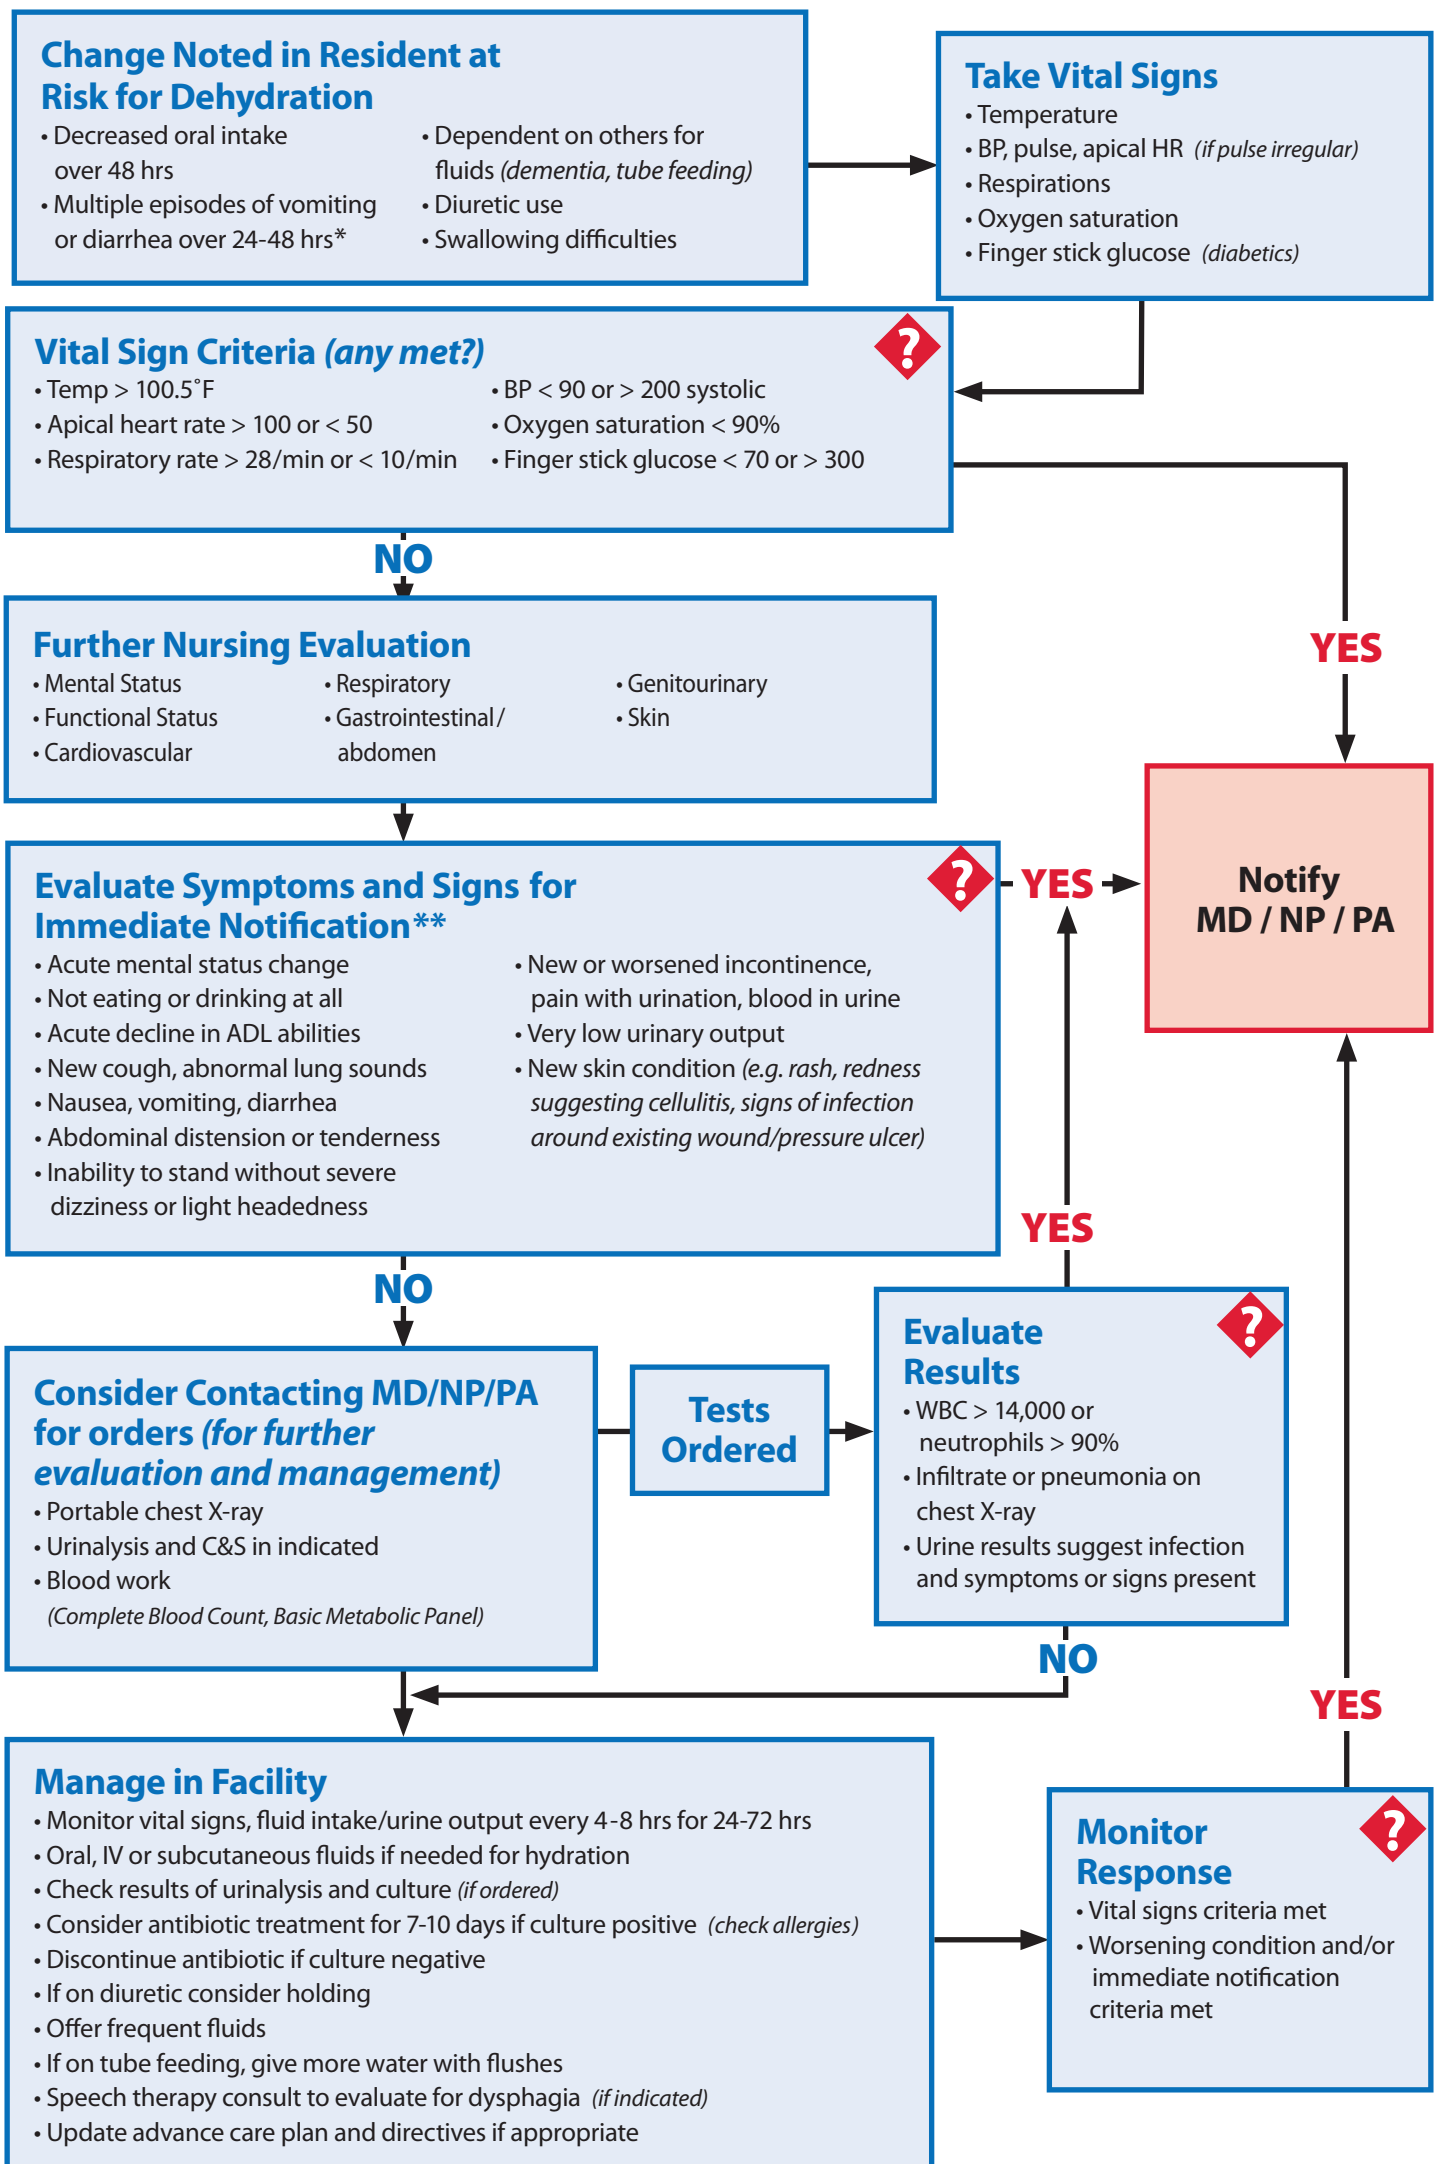 Change Noted in Resident at
Risk for Dehydration
• Decreased oral intake
over 48 hrs
• Multiple episodes of vomiting
or diarrhea over 24-48 hrs*
• Dependent on others for
fluids (dementia, tube feeding)
• Diuretic use
• Swallowing difficulties
Take Vital Signs
• Temperature
• BP, pulse, apical HR (if pulse irregular)
• Respirations
• Oxygen saturation
• Finger stick glucose (diabetics)
Vital Sign Criteria (any met?)
?
• Temp > 100.5˚F
• Apical heart rate > 100 or < 50
• Respiratory rate > 28/min or < 10/min
• BP < 90 or > 200 systolic
• Oxygen saturation < 90%
• Finger stick glucose < 70 or > 300
NO
YES
Further Nursing Evaluation
• Mental Status
• Functional Status
• Cardiovascular
• Respiratory
• Gastrointestinal/
abdomen
• Genitourinary
• Skin
Evaluate Symptoms and Signs for
Immediate Notification**
?
• Acute mental status change
• Not eating or drinking at all
• Acute decline in ADL abilities
• New cough, abnormal lung sounds
• Nausea, vomiting, diarrhea
• Abdominal distension or tenderness
• Inability to stand without severe
dizziness or light headedness
• New or worsened incontinence,
pain with urination, blood in urine
• Very low urinary output
• New skin condition (e.g. rash, redness
suggesting cellulitis, signs of infection
around existing wound/pressure ulcer)
YES
Notify
MD / NP / PA
YES
NO
Consider Contacting MD/NP/PA
for orders (for further
evaluation and management)
• Portable chest X-ray
• Urinalysis and C&S in indicated
• Blood work
(Complete Blood Count, Basic Metabolic Panel)
Tests
Ordered
Evaluate
Results
?
• WBC > 14,000 or
neutrophils > 90%
• Infiltrate or pneumonia on
chest X-ray
• Urine results suggest infection
and symptoms or signs present
NO
YES
Manage in Facility
• Monitor vital signs, fluid intake/urine output every 4-8 hrs for 24-72 hrs
• Oral, IV or subcutaneous fluids if needed for hydration
• Check results of urinalysis and culture (if ordered)
• Consider antibiotic treatment for 7-10 days if culture positive (check allergies)
• Discontinue antibiotic if culture negative
• If on diuretic consider holding
• Offer frequent fluids
• If on tube feeding, give more water with flushes
• Speech therapy consult to evaluate for dysphagia (if indicated)
• Update advance care plan and directives if appropriate
Monitor
Response
?
• Vital signs criteria met
• Worsening condition and/or
immediate notification
criteria met